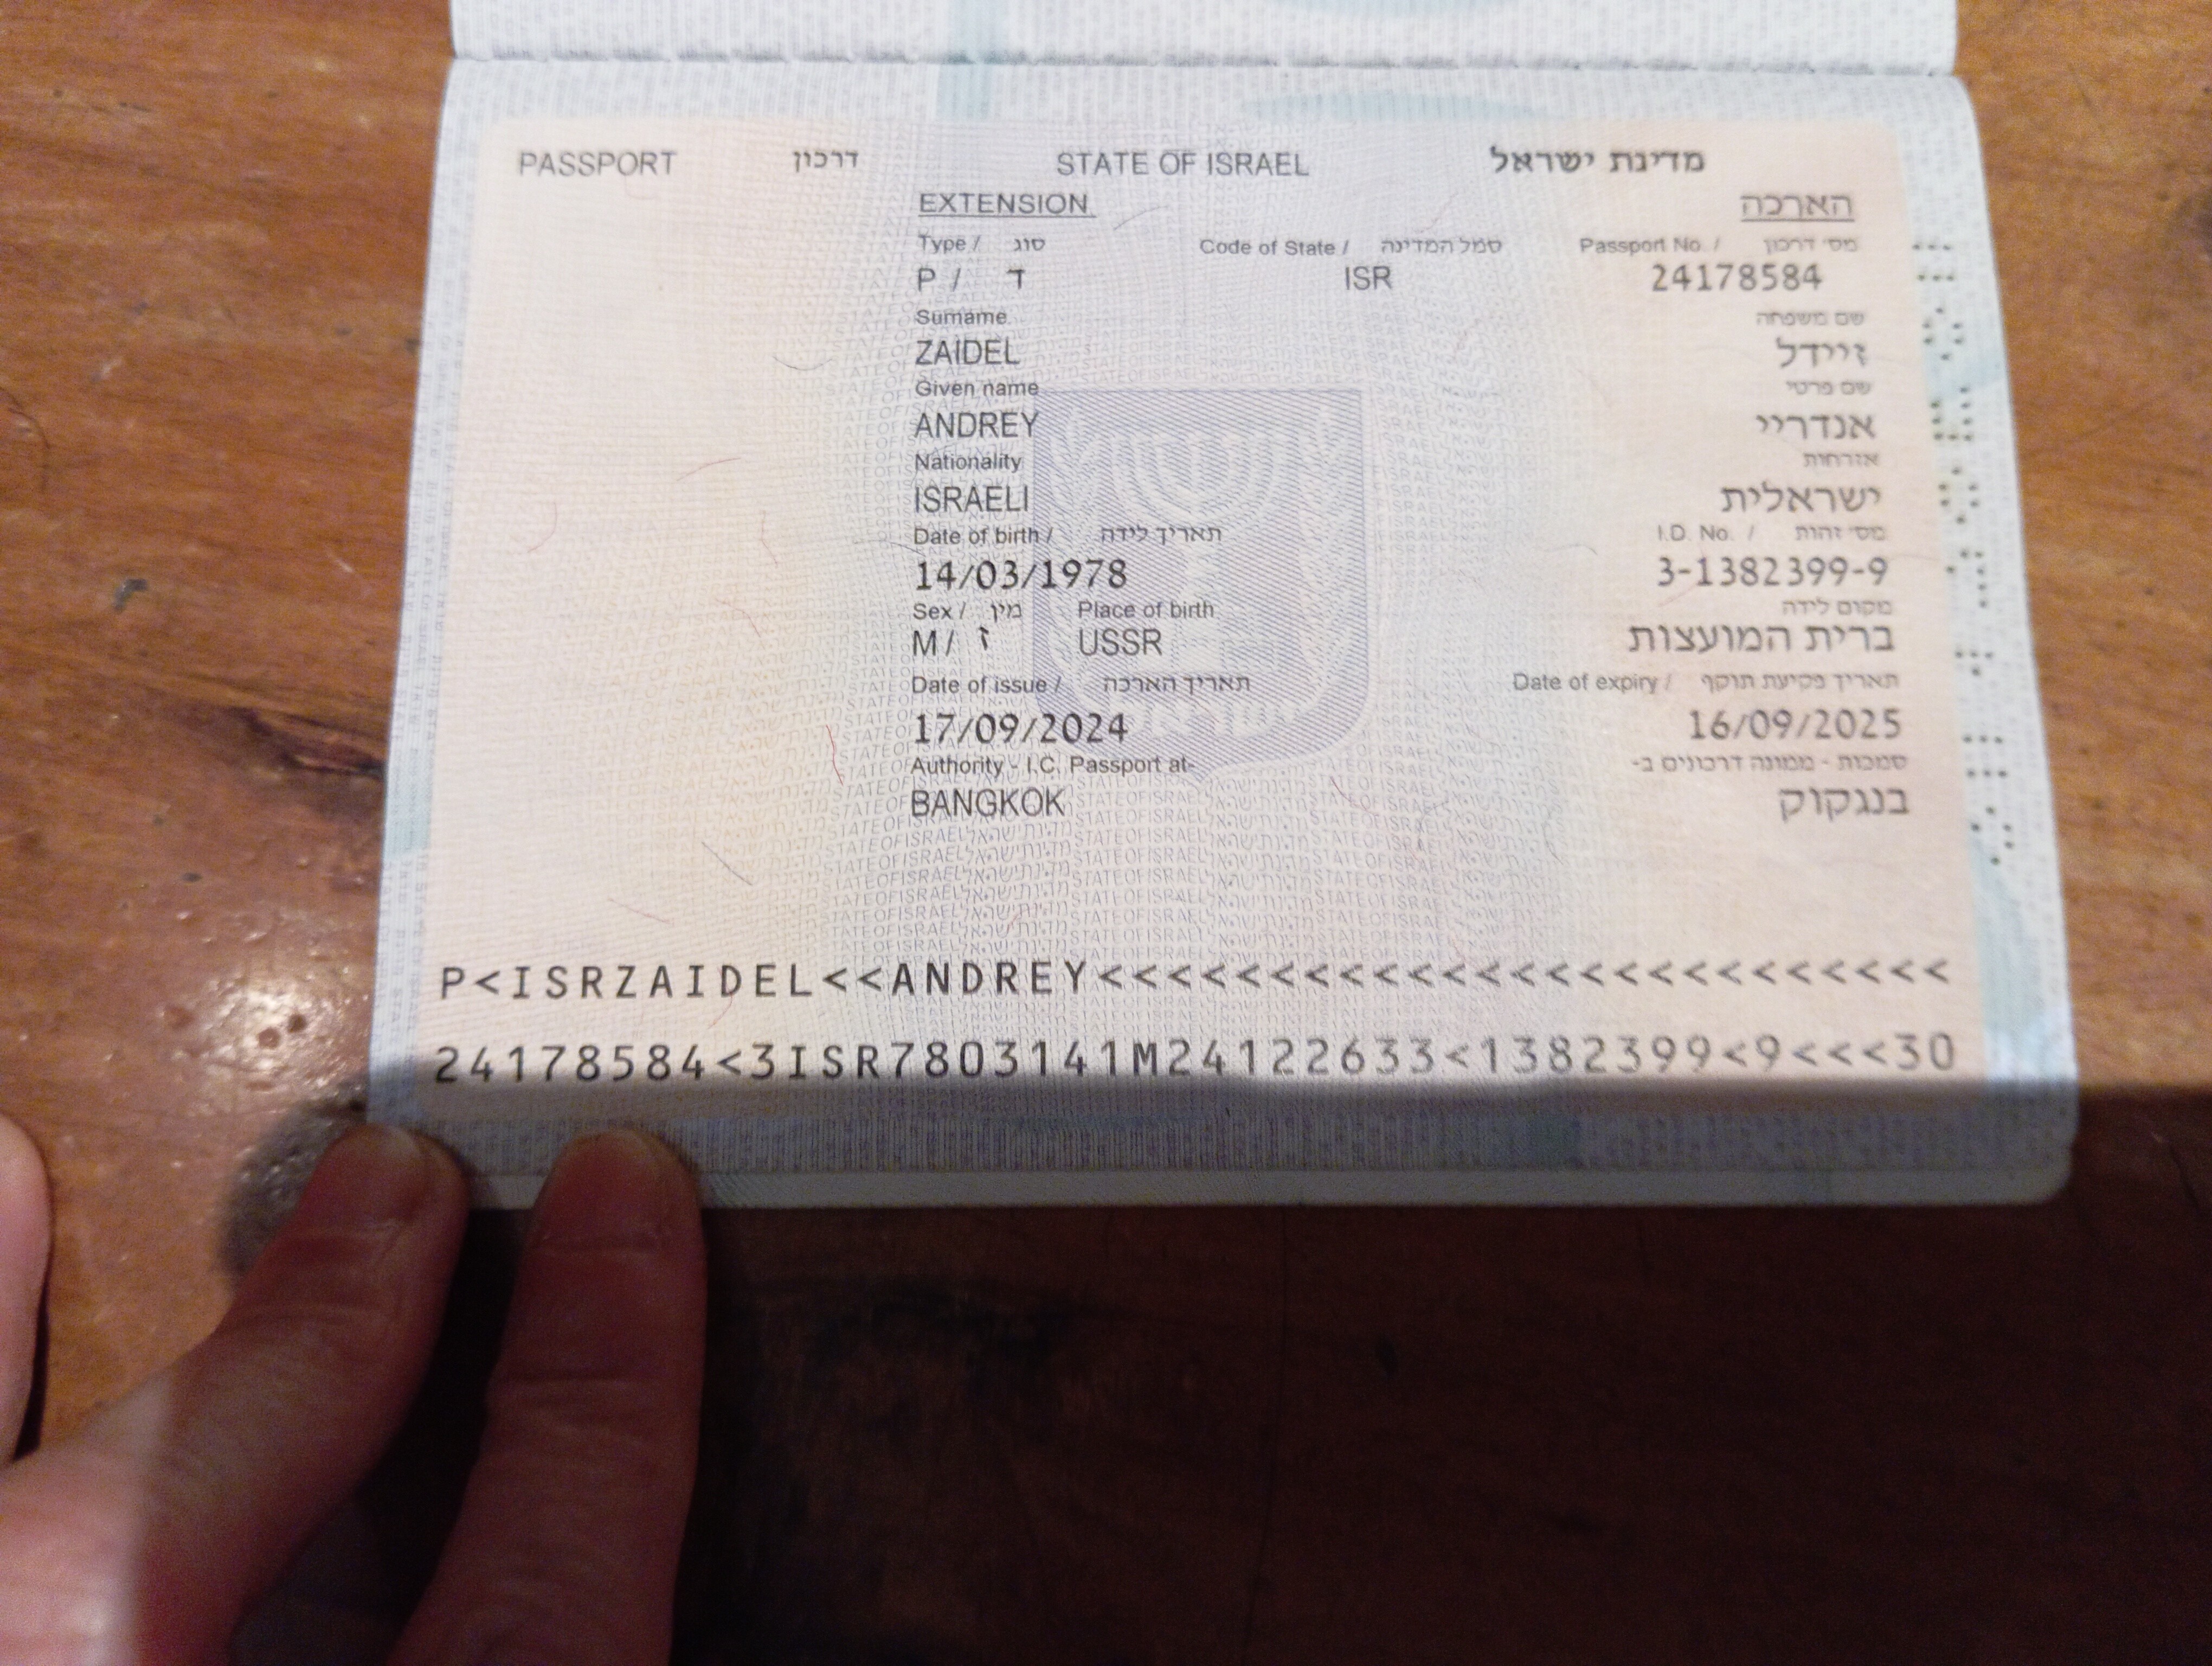 PASSPORT דרכון STATE OF ISRAEL מדינת ישראל
EXTENSION הארכה
Type / סוג Code of State / סמל המדינה Passport No. / מס' דרכון
P / ד ISR 24178584
Surname שם משפחה
ZAIDEL זיידל
Given name שם פרטי
ANDREY אנדריי
Nationality אזרחות
ISRAELI ישראלית
Date of birth / תאריך לידה I.D. No. / מס' זהות
14/03/1978 3-1382399-9
Sex / מין Place of birth מקום לידה
M / ז USSR ברית המועצות
Date of issue / תאריך הארכה Date of expiry / תאריך פקיעת תוקף
17/09/2024 16/09/2025
Authority - I.C. Passport at- סמכות - ממונה דרכונים ב-
BANGKOK בנגקוק
P<ISRZAIDEL<<ANDREY<<<<<<<<<<<<<<<<<<<<<<<<<
24178584<3ISR7803141M24122633<1382399<9<<<30